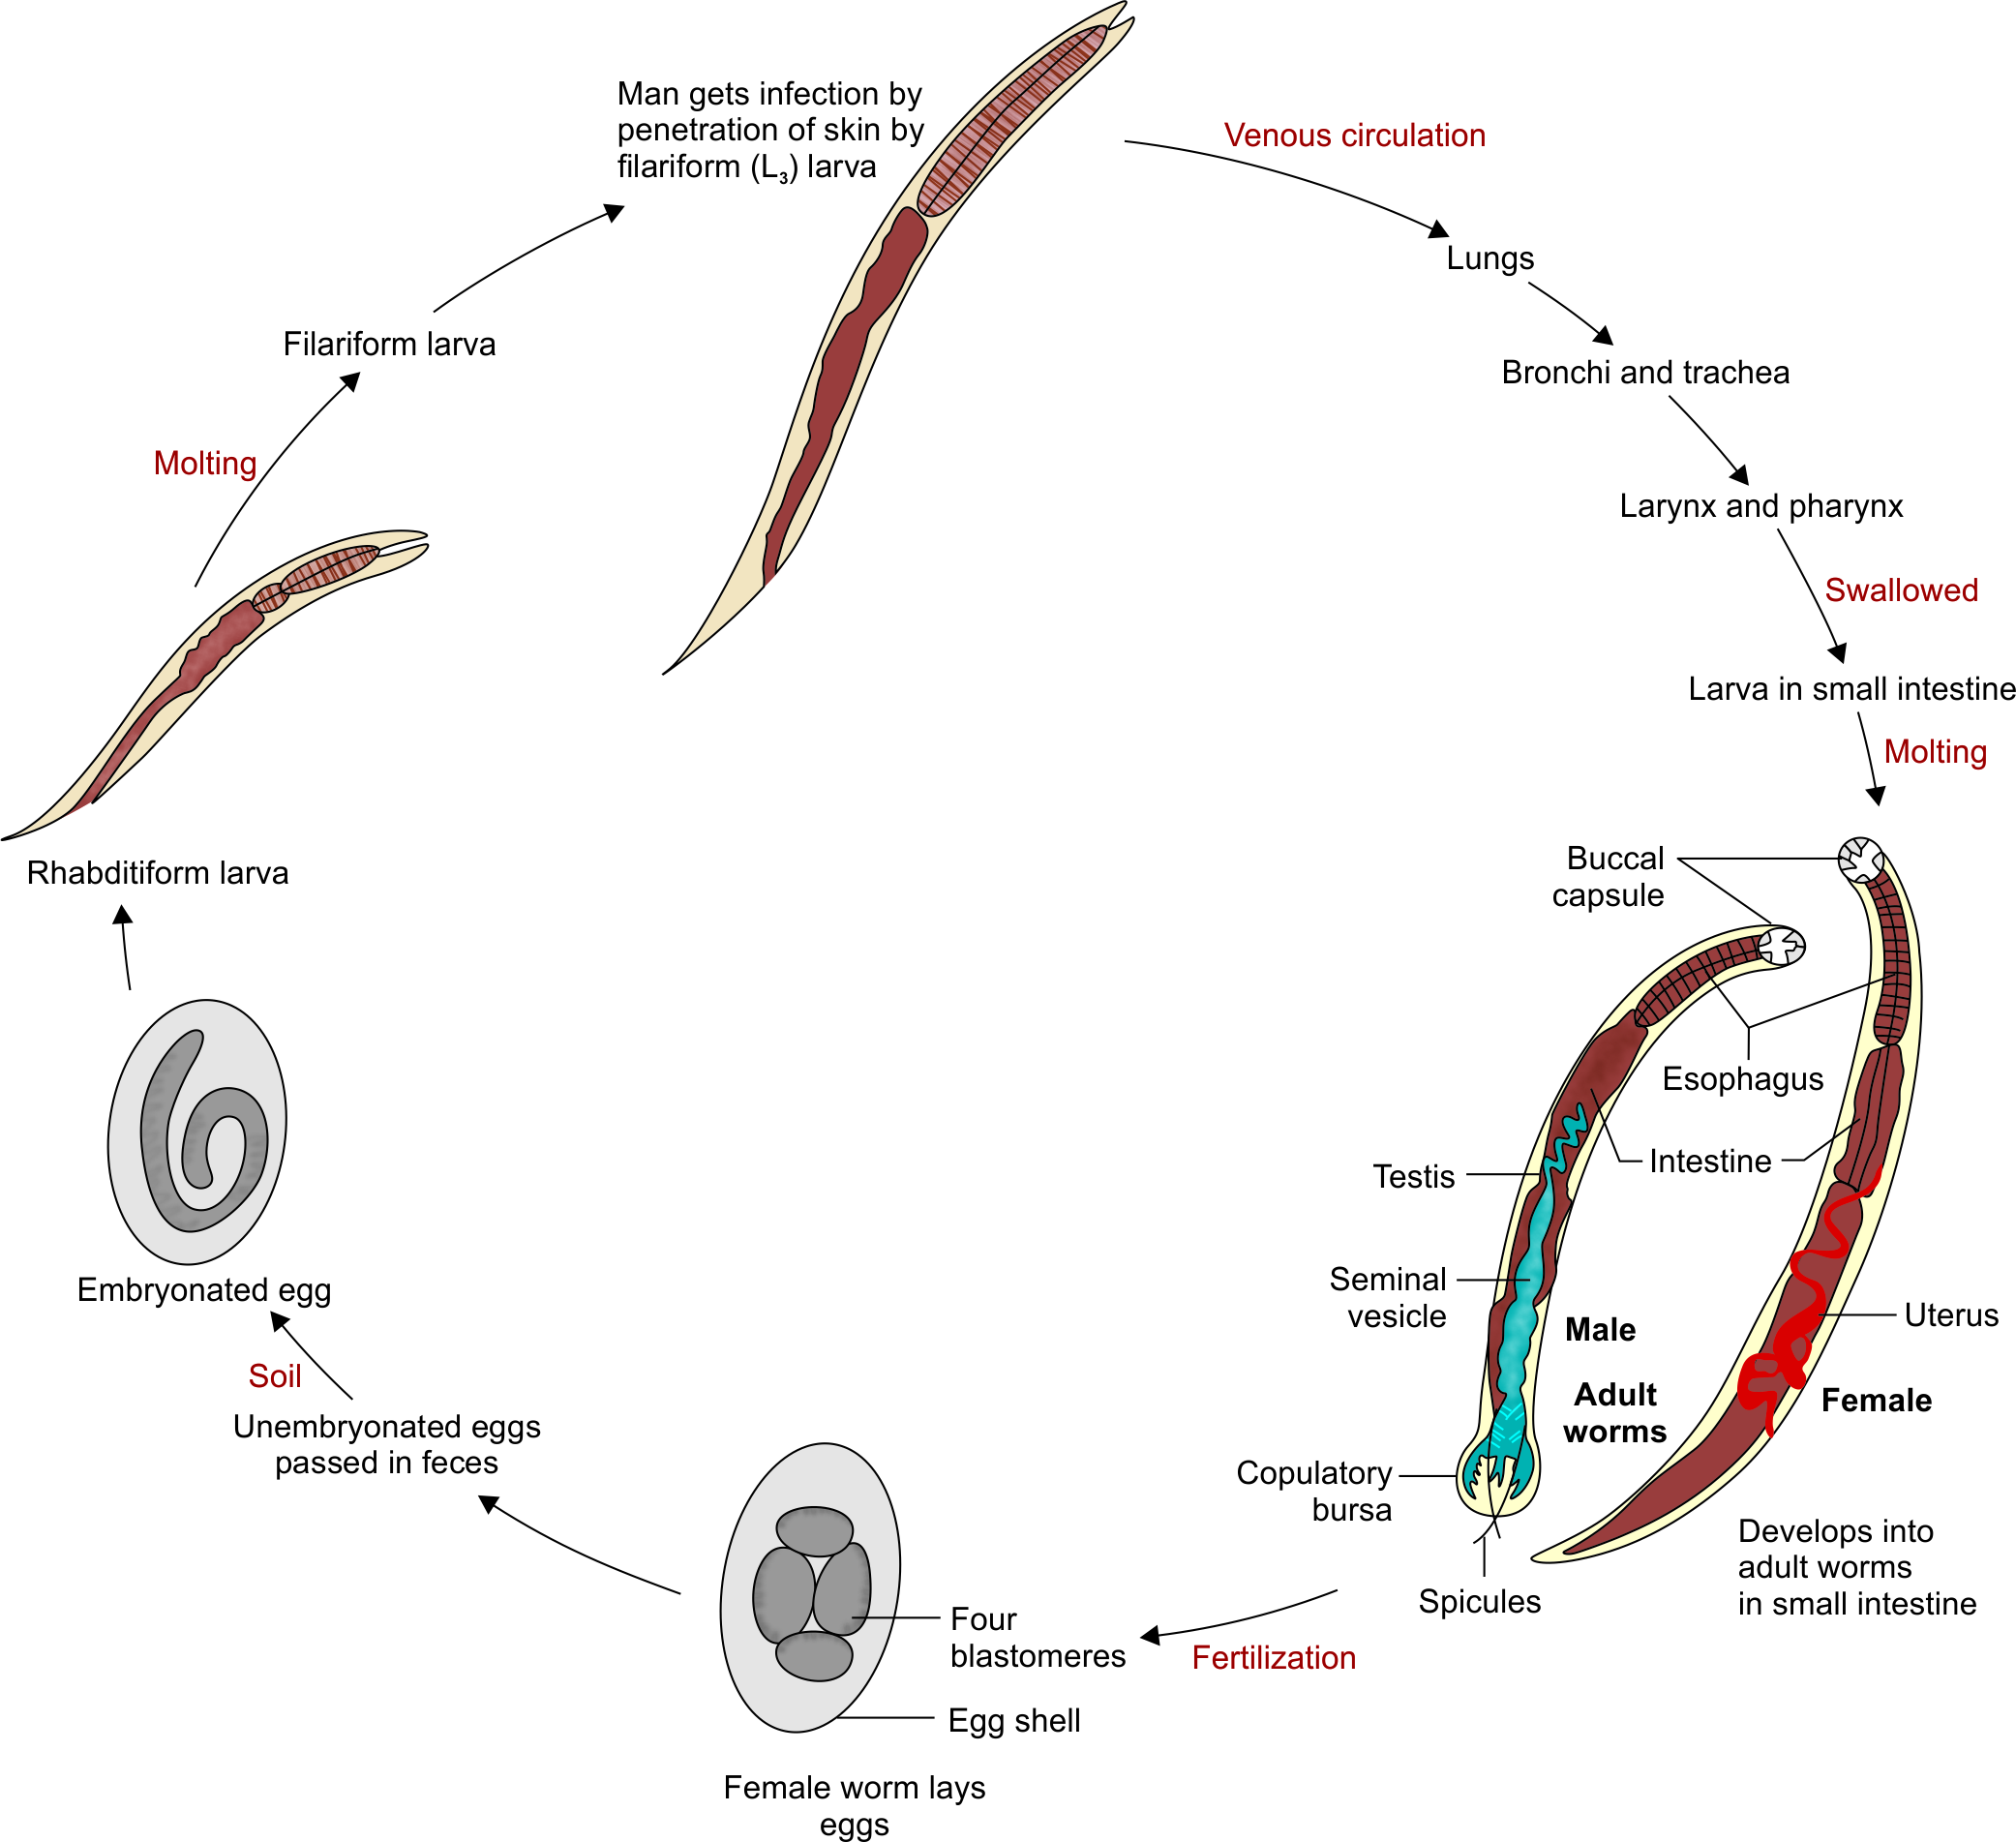 Man gets infection by
penetration of skin by
filariform (L₃) larva
Venous circulation
Lungs
Bronchi and trachea
Larynx and pharynx
Swallowed
Larva in small intestine
Molting
Buccal
capsule
Esophagus
Intestine
Testis
Seminal
vesicle
Uterus
Male
Adult
worms
Female
Copulatory
bursa
Spicules
Develops into
adult worms
in small intestine
Fertilization
Four
blastomeres
Egg shell
Female worm lays
eggs
Unembryonated eggs
passed in feces
Soil
Embryonated egg
Rhabditiform larva
Molting
Filariform larva